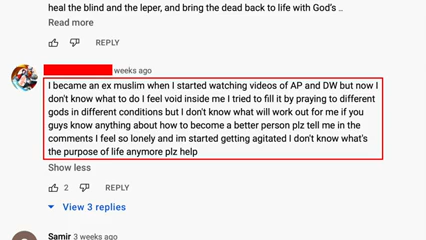 heal the blind and the leper, and bring the dead back to life with God's ..
Read more
REPLY
weeks ago
I became an ex muslim when I started watching videos of AP and DW but now I
don't know what to do I feel void inside me I tried to fill it by praying to different
gods in different conditions but I don't know what will work out for me if you
guys know anything about how to become a better person plz tell me in the
comments I feel so lonely and im started getting agitated I don't know what's
the purpose of life anymore plz help
Show less
2 REPLY
View 3 replies
Samir 3 weeks ago